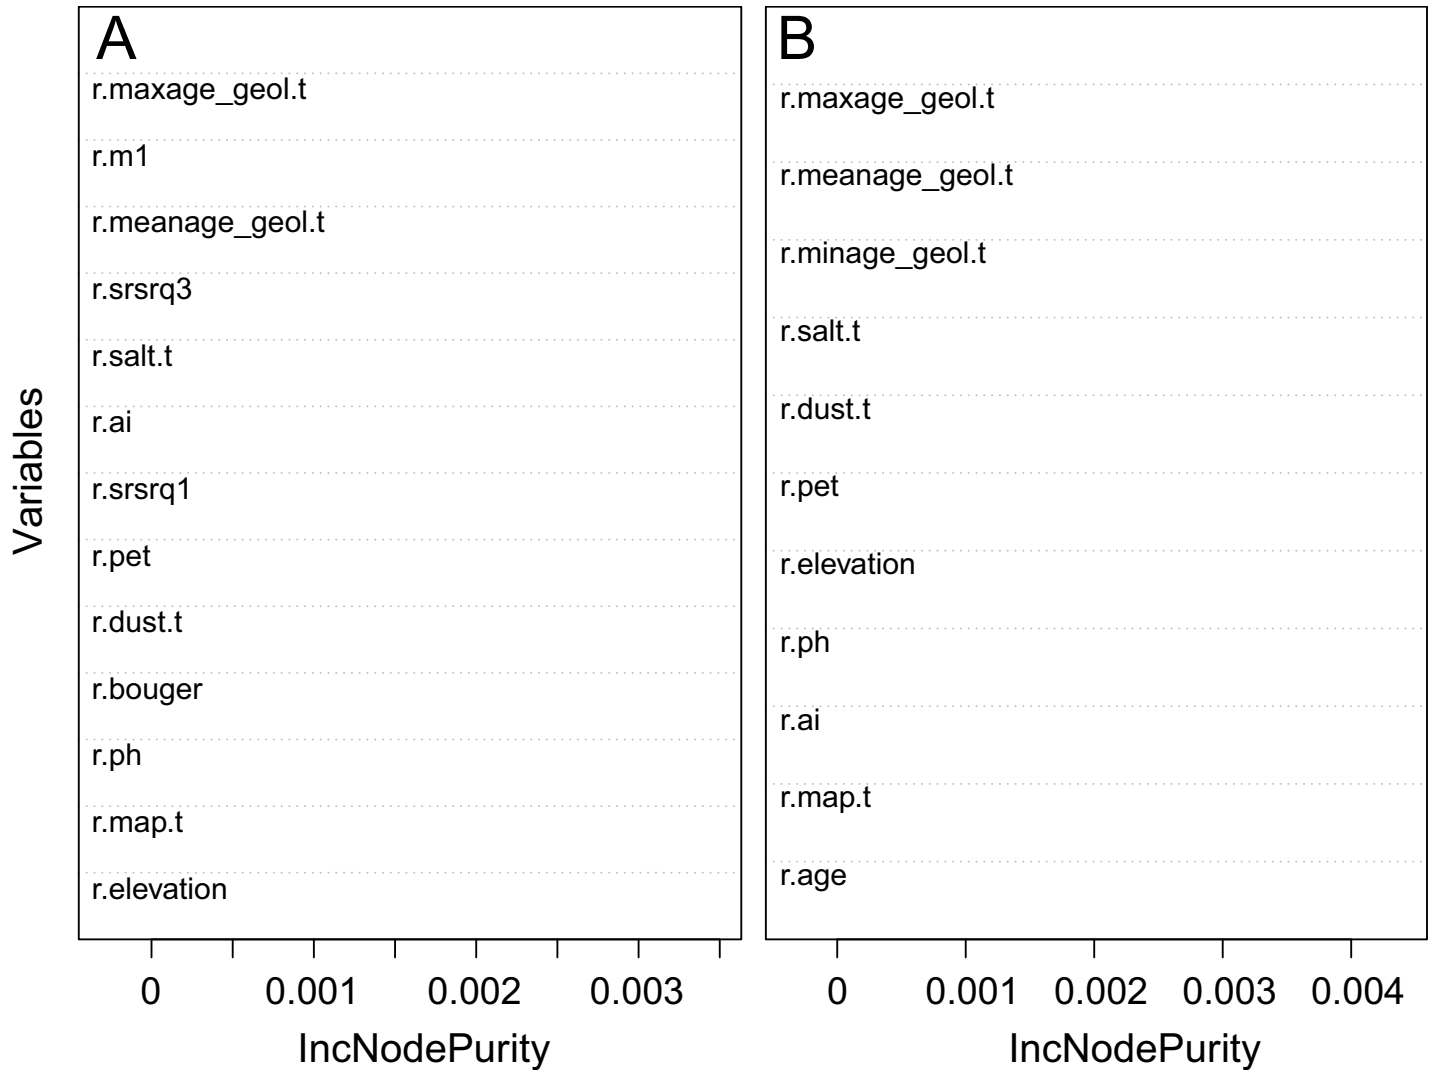 A
r.maxage_geol.t
r.m1
r.meanage_geol.t
r.srsrq3
r.salt.t
r.ai
r.srsrq1
r.pet
r.dust.t
r.bouger
r.ph
r.map.t
r.elevation
Variables
0 0.001 0.002 0.003
IncNodePurity
B
r.maxage_geol.t
r.meanage_geol.t
r.minage_geol.t
r.salt.t
r.dust.t
r.pet
r.elevation
r.ph
r.ai
r.map.t
r.age
0 0.001 0.002 0.003 0.004
IncNodePurity